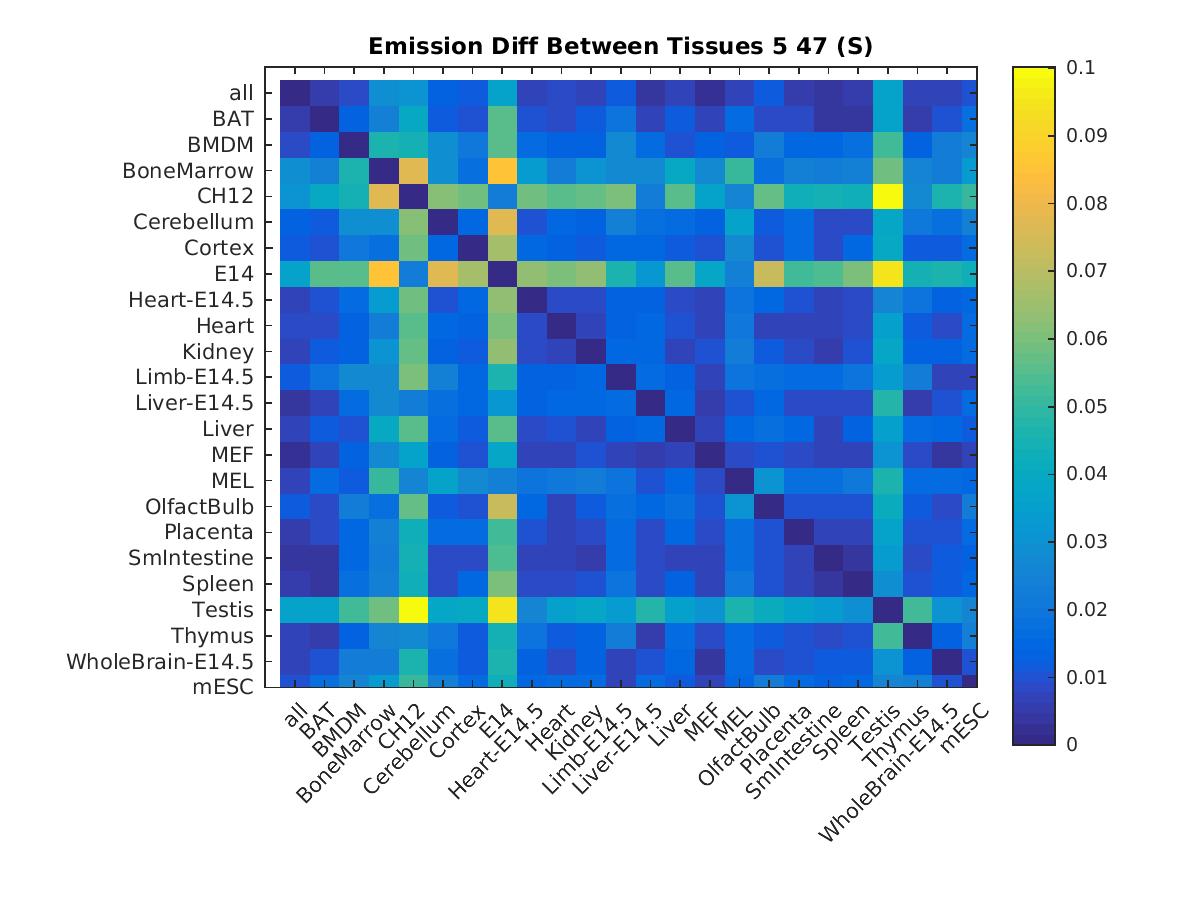 Emission Diff Between Tissues 5 47 (S)
all
BAT
BMDM
BoneMarrow
CH12
Cerebellum
Cortex
E14
Heart-E14.5
Heart
Kidney
Limb-E14.5
Liver-E14.5
Liver
MEF
MEL
OlfactBulb
Placenta
SmIntestine
Spleen
Testis
Thymus
WholeBrain-E14.5
mESC
all
BAT
BMDM
BoneMarrow
CH12
Cerebellum
Cortex
E14
Heart-E14.5
Heart
Kidney
Limb-E14.5
Liver-E14.5
Liver
MEF
MEL
OlfactBulb
Placenta
SmIntestine
Spleen
Testis
Thymus
WholeBrain-E14.5
mESC
0.1
0.09
0.08
0.07
0.06
0.05
0.04
0.03
0.02
0.01
0